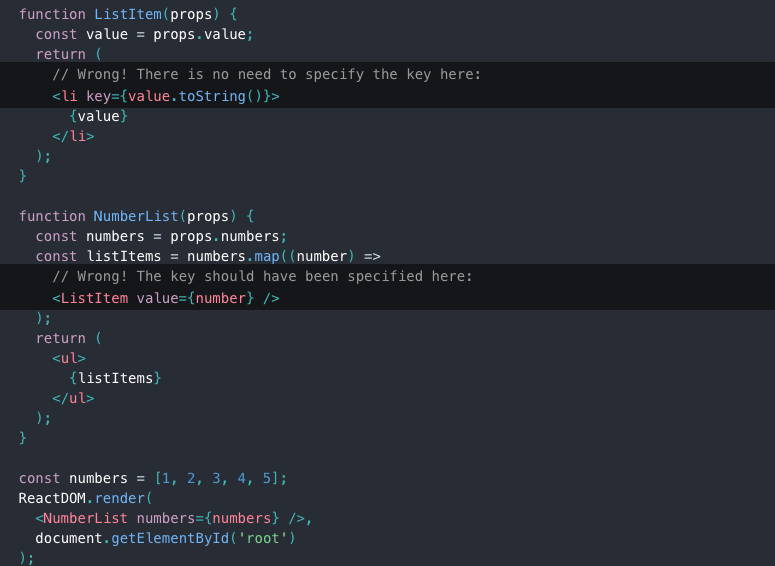 function ListItem(props) {
  const value = props.value;
  return (
    // Wrong! There is no need to specify the key here:
    <li key={value.toString()}>
      {value}
    </li>
  );
}

function NumberList(props) {
  const numbers = props.numbers;
  const listItems = numbers.map((number) =>
    // Wrong! The key should have been specified here:
    <ListItem value={number} />
  );
  return (
    <ul>
      {listItems}
    </ul>
  );
}

const numbers = [1, 2, 3, 4, 5];
ReactDOM.render(
  <NumberList numbers={numbers} />,
  document.getElementById('root')
);